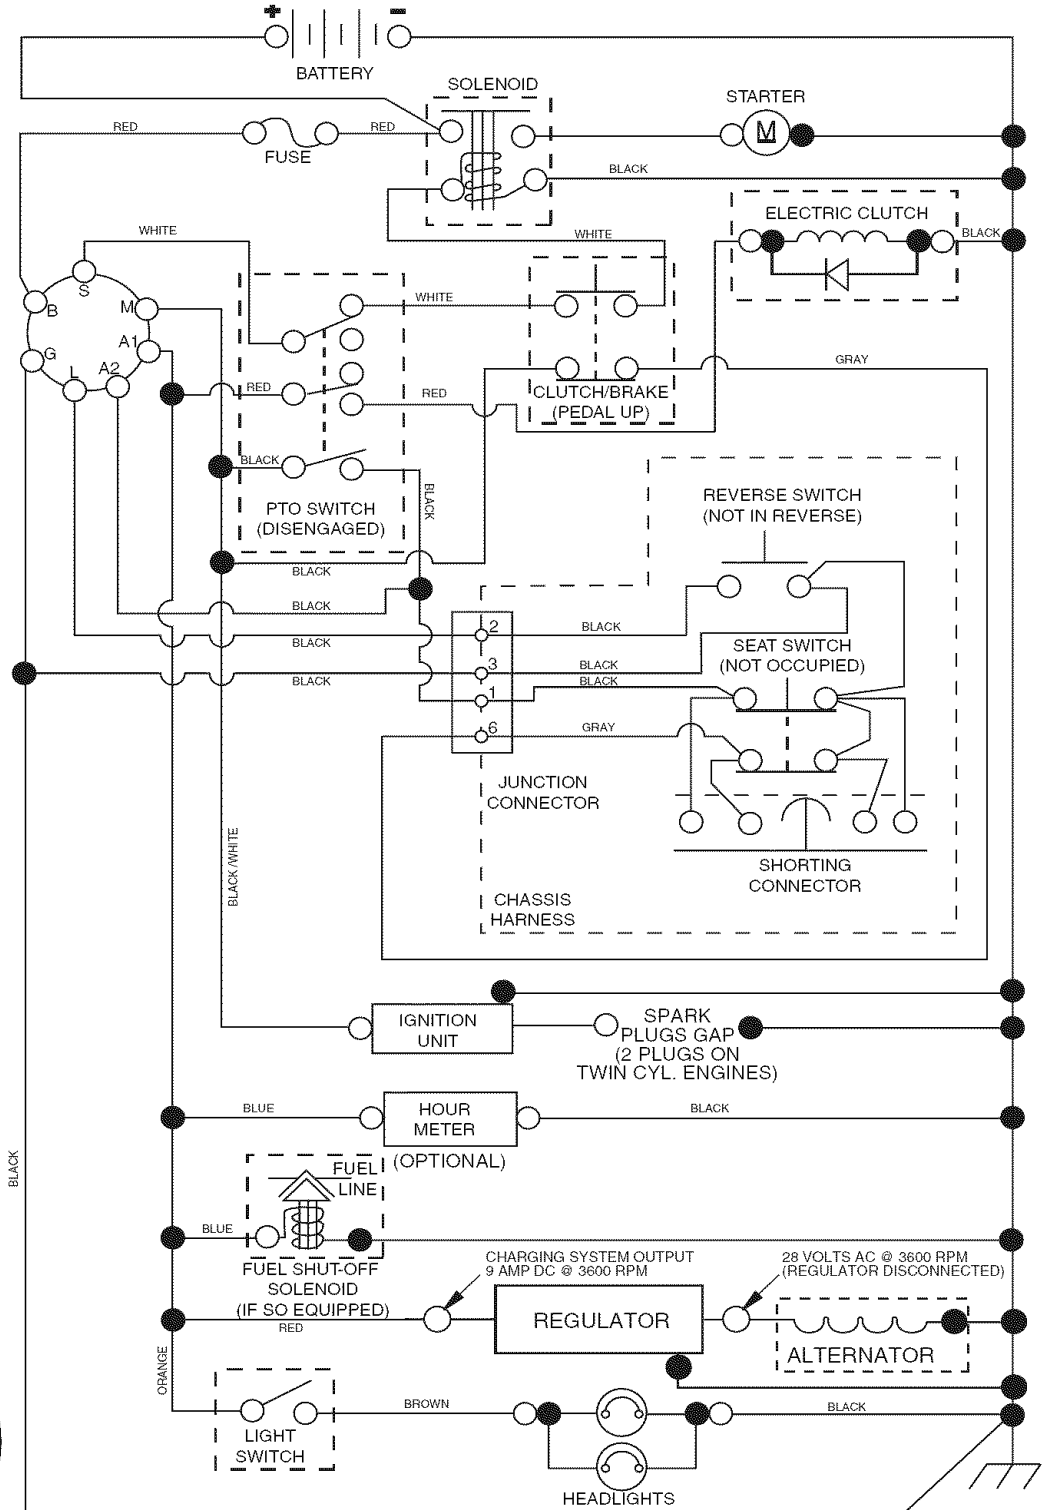 + -
BATTERY
SOLENOID
STARTER
RED
RED
M
FUSE
BLACK
ELECTRIC CLUTCH
WHITE
WHITE
BLACK
S
B
M
WHITE
A1
G
GRAY
L
A2
RED
RED
CLUTCH/BRAKE
(PEDAL UP)
BLACK
BLACK
PTO SWITCH
(DISENGAGED)
REVERSE SWITCH
(NOT IN REVERSE)
BLACK
BLACK
BLACK
2
BLACK
SEAT SWITCH
(NOT OCCUPIED)
3
BLACK
BLACK
BLACK
1
6
GRAY
JUNCTION
CONNECTOR
BLACK/WHITE
SHORTING
CONNECTOR
CHASSIS
HARNESS
IGNITION
UNIT
SPARK
PLUGS GAP
(2 PLUGS ON
TWIN CYL. ENGINES)
BLUE
HOUR
METER
BLACK
(OPTIONAL)
BLACK
FUEL
LINE
BLUE
FUEL SHUT-OFF
SOLENOID
(IF SO EQUIPPED)
CHARGING SYSTEM OUTPUT
9 AMP DC @ 3600 RPM
28 VOLTS AC @ 3600 RPM
(REGULATOR DISCONNECTED)
RED
REGULATOR
ALTERNATOR
ORANGE
BROWN
BLACK
LIGHT
SWITCH
HEADLIGHTS